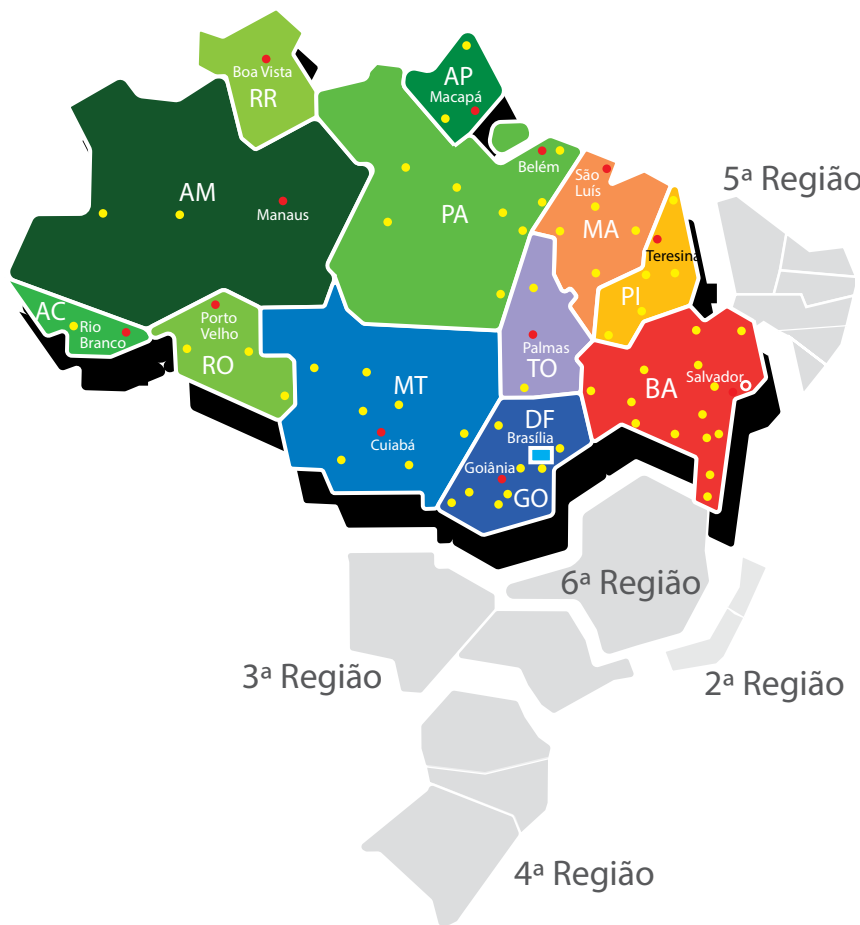 Boa Vista
RR
AP
Macapá
Belém
São
Luís
5ª Região
AM
Manaus
PA
MA
Teresina
PI
AC
Rio
Branco
Porto
Velho
RO
MT
Cuiabá
Palmas
TO
BA
Salvador
DF
Brasília
Goiânia
GO
6ª Região
3ª Região
2ª Região
4ª Região